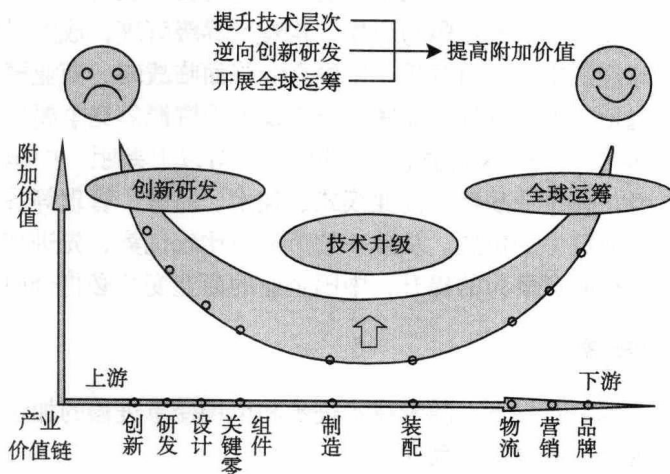 提升技术层次
逆向创新研发
开展全球运筹
提高附加价值
附加价值
创新研发
全球运筹
技术升级
上游
下游
产业
价值链
创新
研发
设计
关键零
组件
制造
装配
物流
营销
品牌